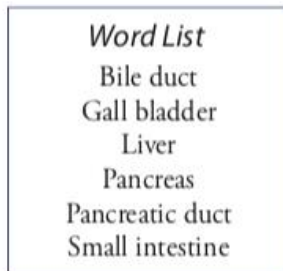 Word List
Bile duct
Gall bladder
Liver
Pancreas
Pancreatic duct
Small intestine